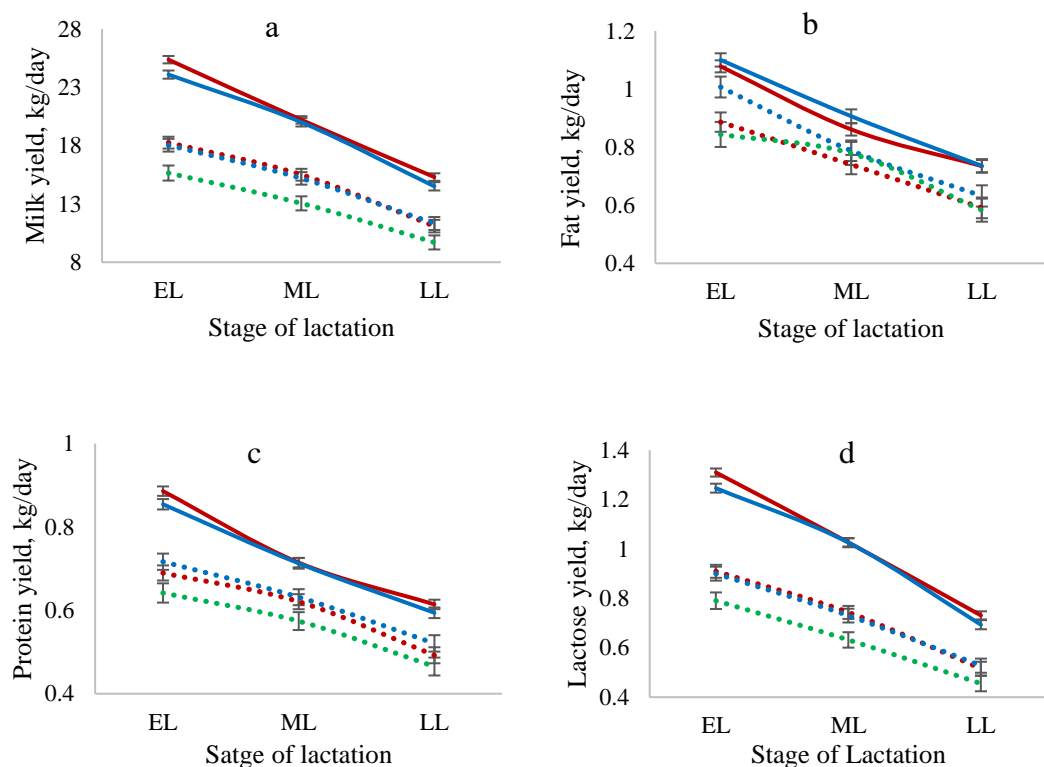 a
Milk yield, kg/day
28
23
18
13
8
EL ML LL
Stage of lactation
b
Fat yield, kg/day
1.2
1
0.8
0.6
0.4
EL ML LL
Stage of lactation
c
Protein yield, kg/day
1
0.8
0.6
0.4
EL ML LL
Satge of lactation
d
Lactose yield, kg/day
1.4
1.2
1
0.8
0.6
0.4
EL ML LL
Stage of Lactation